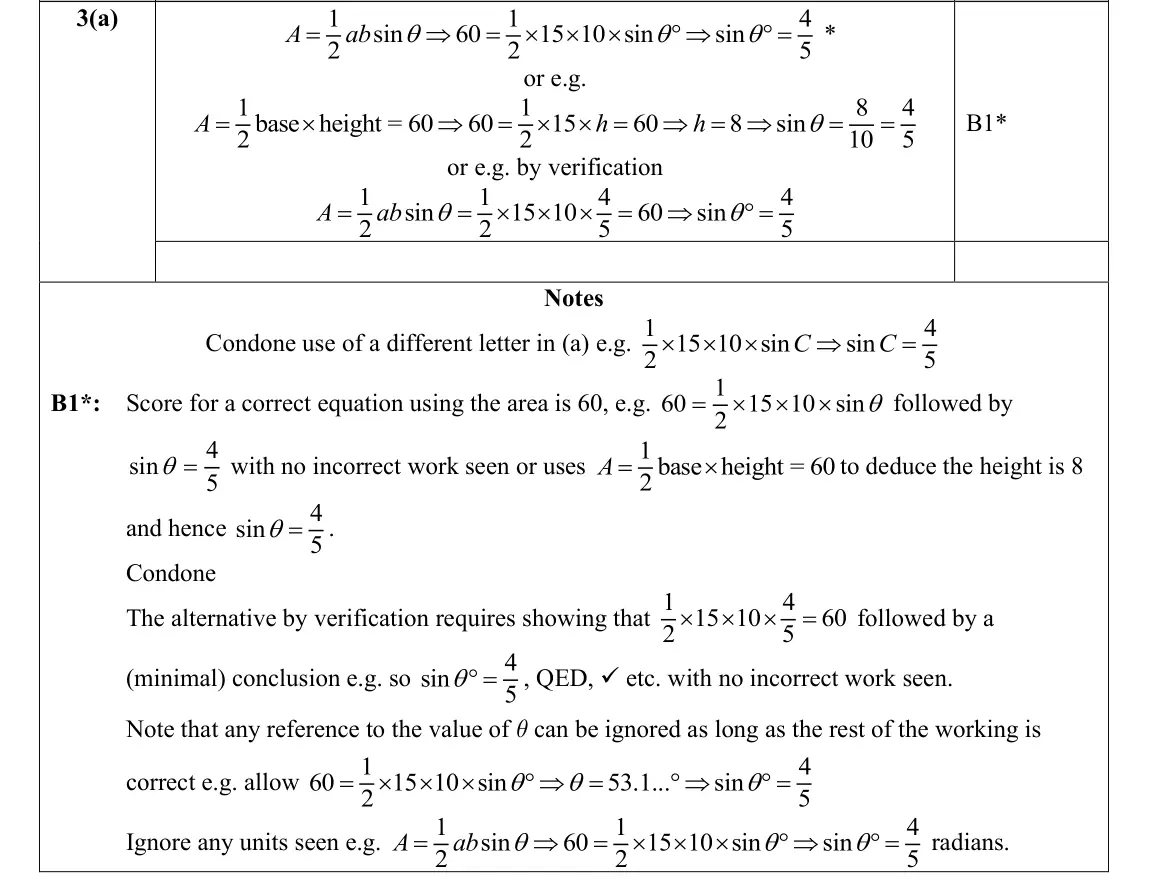 3(a)
A = 1/2 ab sin θ ⇒ 60 = 1/2 ×15×10× sin θ° ⇒ sin θ° = 4/5 *
or e.g.
A = 1/2 base × height = 60 ⇒ 60 = 1/2 ×15× h = 60 ⇒ h = 8 ⇒ sin θ = 8/10 = 4/5
B1*
or e.g. by verification
A = 1/2 ab sin θ = 1/2 ×15×10× 4/5 = 60 ⇒ sin θ° = 4/5
Notes
Condone use of a different letter in (a) e.g. 1/2 ×15×10× sin C ⇒ sin C = 4/5
B1*: Score for a correct equation using the area is 60, e.g. 60 = 1/2 ×15×10× sin θ followed by
sin θ = 4/5 with no incorrect work seen or uses A = 1/2 base × height = 60 to deduce the height is 8
and hence sin θ = 4/5 .
Condone
The alternative by verification requires showing that 1/2 ×15×10× 4/5 = 60 followed by a
(minimal) conclusion e.g. so sin θ° = 4/5 , QED, ✓ etc. with no incorrect work seen.
Note that any reference to the value of θ can be ignored as long as the rest of the working is
correct e.g. allow 60 = 1/2 ×15×10× sin θ° ⇒ θ = 53.1...° ⇒ sin θ° = 4/5
Ignore any units seen e.g. A = 1/2 ab sin θ ⇒ 60 = 1/2 ×15×10× sin θ° ⇒ sin θ° = 4/5 radians.